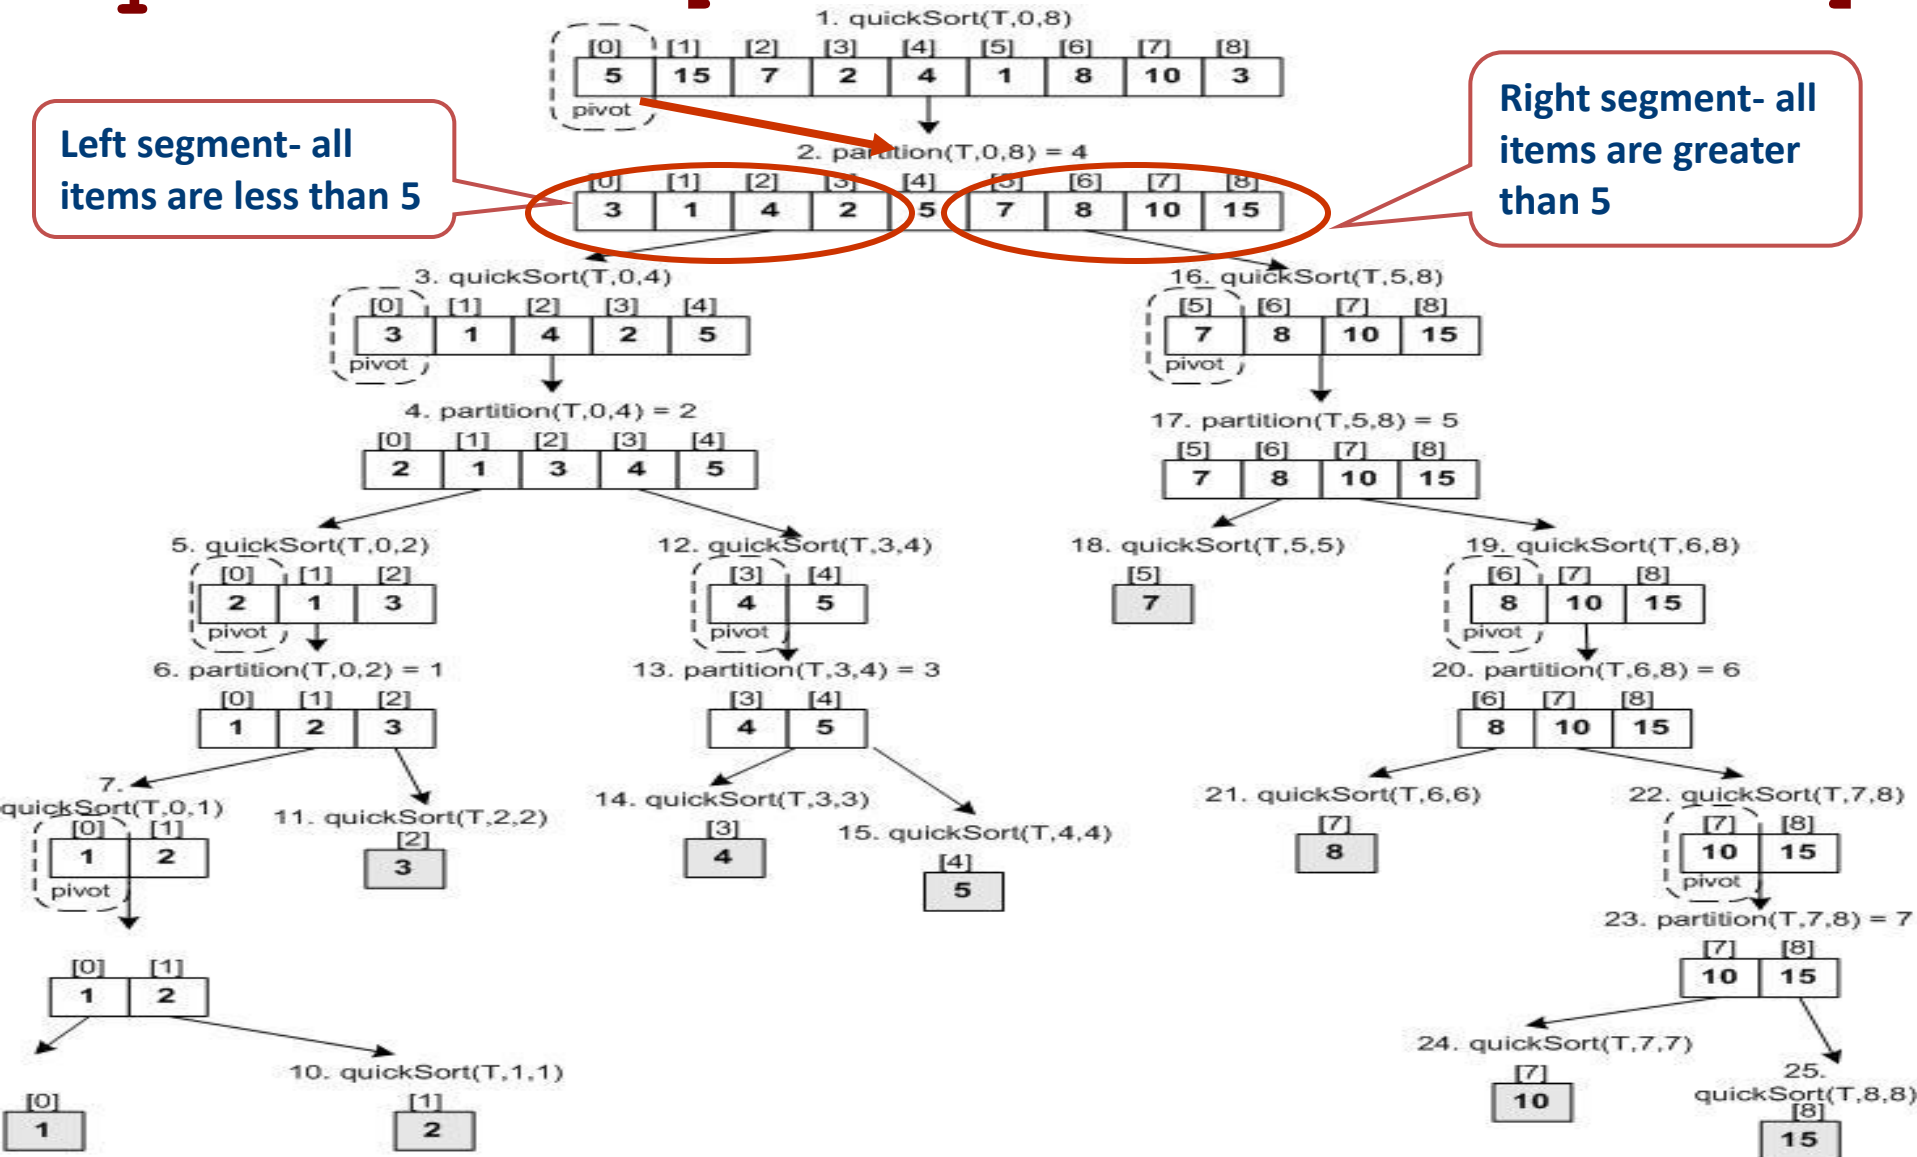 1. quickSort(T,0,8)
[0] [1] [2] [3] [4] [5] [6] [7] [8]
5 15 7 2 4 1 8 10 3
pivot
Left segment- all
items are less than 5
Right segment- all
items are greater
than 5
2. partition(T,0,8) = 4
[0] [1] [2] [3] [4] [5] [6] [7] [8]
3 1 4 2 5 7 8 10 15
3. quickSort(T,0,4)
[0] [1] [2] [3] [4]
3 1 4 2 5
pivot
16. quickSort(T,5,8)
[5] [6] [7] [8]
7 8 10 15
pivot
4. partition(T,0,4) = 2
[0] [1] [2] [3] [4]
2 1 3 4 5
17. partition(T,5,8) = 5
[5] [6] [7] [8]
7 8 10 15
5. quickSort(T,0,2)
[0] [1] [2]
2 1 3
pivot
12. quickSort(T,3,4)
[3] [4]
4 5
pivot
18. quickSort(T,5,5)
[5]
7
19. quickSort(T,6,8)
[6] [7] [8]
8 10 15
pivot
6. partition(T,0,2) = 1
[0] [1] [2]
1 2 3
13. partition(T,3,4) = 3
[3] [4]
4 5
20. partition(T,6,8) = 6
[6] [7] [8]
8 10 15
7.
quickSort(T,0,1)
[0] [1]
1 2
pivot
11. quickSort(T,2,2)
[2]
3
14. quickSort(T,3,3)
[3]
4
15. quickSort(T,4,4)
[4]
5
21. quickSort(T,6,6)
[7]
8
22. quickSort(T,7,8)
[7] [8]
10 15
pivot
23. partition(T,7,8) = 7
[7] [8]
10 15
[0] [1]
1 2
[0]
1
10. quickSort(T,1,1)
[1]
2
24. quickSort(T,7,7)
[7]
10
25.
quickSort(T,8,8)
[8]
15